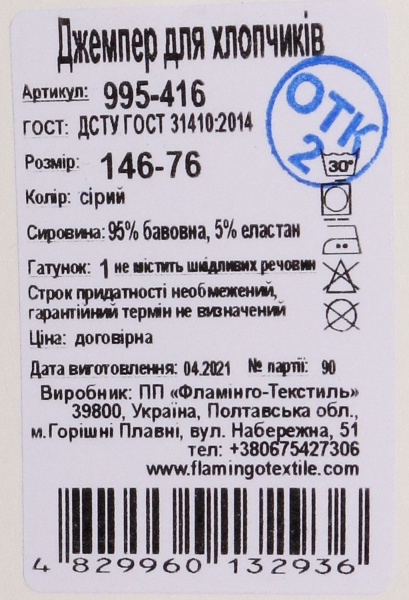 Джемпер для хлопчиків
Артикул: 995-416
ГОСТ: ДСТУ ГОСТ 31410:2014
ОТК
2
30°
Розмір: 146-76
Колір: сірий
Сировина: 95% бавовна, 5% еластан
Гатунок: 1 не містить шкідливих речовин
Строк придатності необмежений,
гарантійний термін не визначений
Ціна: договірна
Дата виготовлення: 04.2021 № партії: 90
Виробник: ПП «Фламінго-Текстиль»
39800, Україна, Полтавська обл.,
м.Горішні Плавні, вул. Набережна, 51
тел: +380675427306
www.flamingotextile.com
4 829960 132936